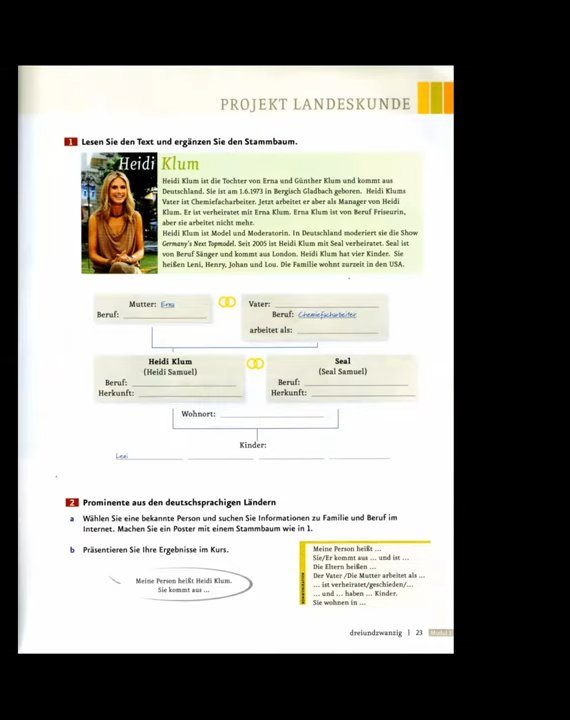 PROJEKT LANDESKUNDE
1 Lesen Sie den Text und ergänzen Sie den Stammbaum.
Heidi Klum
Heidi Klum ist die Tochter von Erna und Günther Klum und kommt aus
Deutschland. Sie ist am 1.6.1973 in Bergisch Gladbach geboren. Heidi Klums
Vater ist Chemiefacharbeiter. Jetzt arbeitet er aber als Manager von Heidi
Klum. Er ist verheiratet mit Erna Klum. Erna Klum ist von Beruf Friseurin,
aber sie arbeitet nicht mehr.
Heidi Klum ist Model und Moderatorin. In Deutschland moderiert sie die Show
Germany's Next Topmodel. Seit 2005 ist Heidi Klum mit Seal verheiratet. Seal ist
von Beruf Sänger und kommt aus London. Heidi Klum hat vier Kinder. Sie
heißen Leni, Henry, Johan und Lou. Die Familie wohnt zurzeit in den USA.
Mutter: Erna
Beruf:
Vater:
Beruf: Chemiefacharbeiter
arbeitet als:
Heidi Klum
(Heidi Samuel)
Beruf:
Herkunft:
Seal
(Seal Samuel)
Beruf:
Herkunft:
Wohnort:
Kinder:
Leni
2 Prominente aus den deutschsprachigen Ländern
a Wählen Sie eine bekannte Person und suchen Sie Informationen zu Familie und Beruf im
Internet. Machen Sie ein Poster mit einem Stammbaum wie in 1.
b Präsentieren Sie Ihre Ergebnisse im Kurs.
Meine Person heißt Heidi Klum.
Sie kommt aus ...
Meine Person heißt ...
Sie/Er kommt aus ... und ist ...
Die Eltern heißen ...
Der Vater /Die Mutter arbeitet als ...
... ist verheiratet/geschieden/...
... und ... haben ... Kinder.
Sie wohnen in ...
dreiundzwanzig | 23